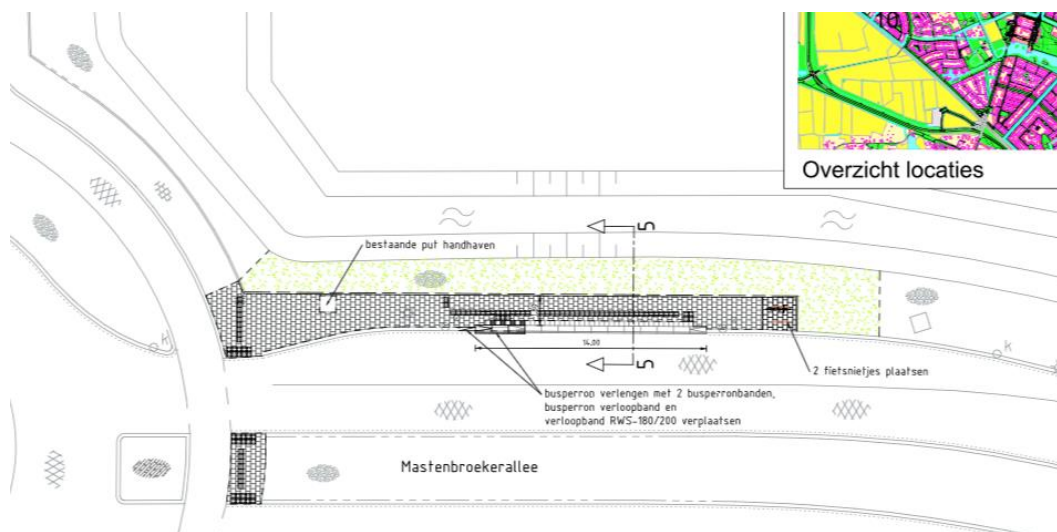 10
Overzicht locaties
5
bestaande put handhaven
14,00
5
k
k
2 fietsnietjes plaatsen
busperron verlengen met 2 busperronbanden,
busperron verloopband en
verloopband RWS-180/200 verplaatsen
Mastenbroekerallee